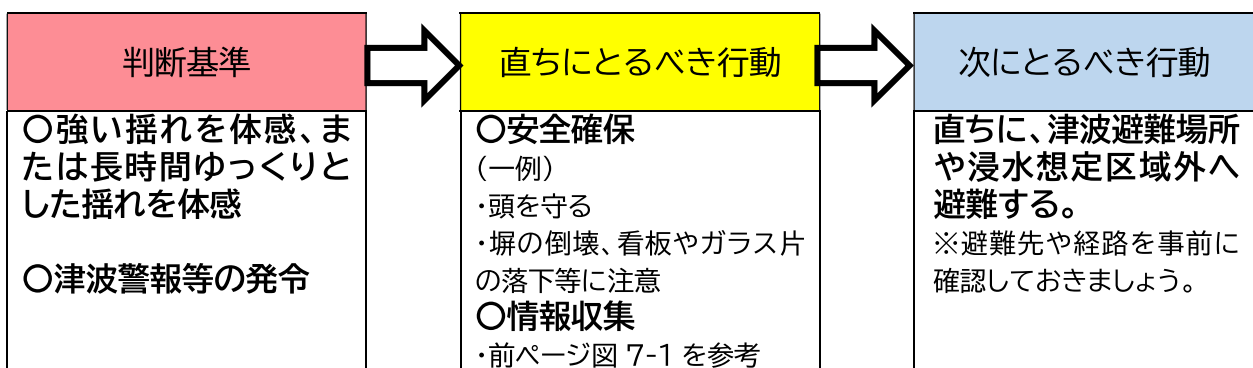 判断基準
〇強い揺れを体感、ま
たは長時間ゆっくりと
した揺れを体感
〇津波警報等の発令
直ちにとるべき行動
〇安全確保
（一例）
・頭を守る
・塀の倒壊、看板やガラス片
の落下等に注意
〇情報収集
・前ページ図 7-1 を参考
次にとるべき行動
直ちに、津波避難場所
や浸水想定区域外へ
避難する。
※避難先や経路を事前に
確認しておきましょう。